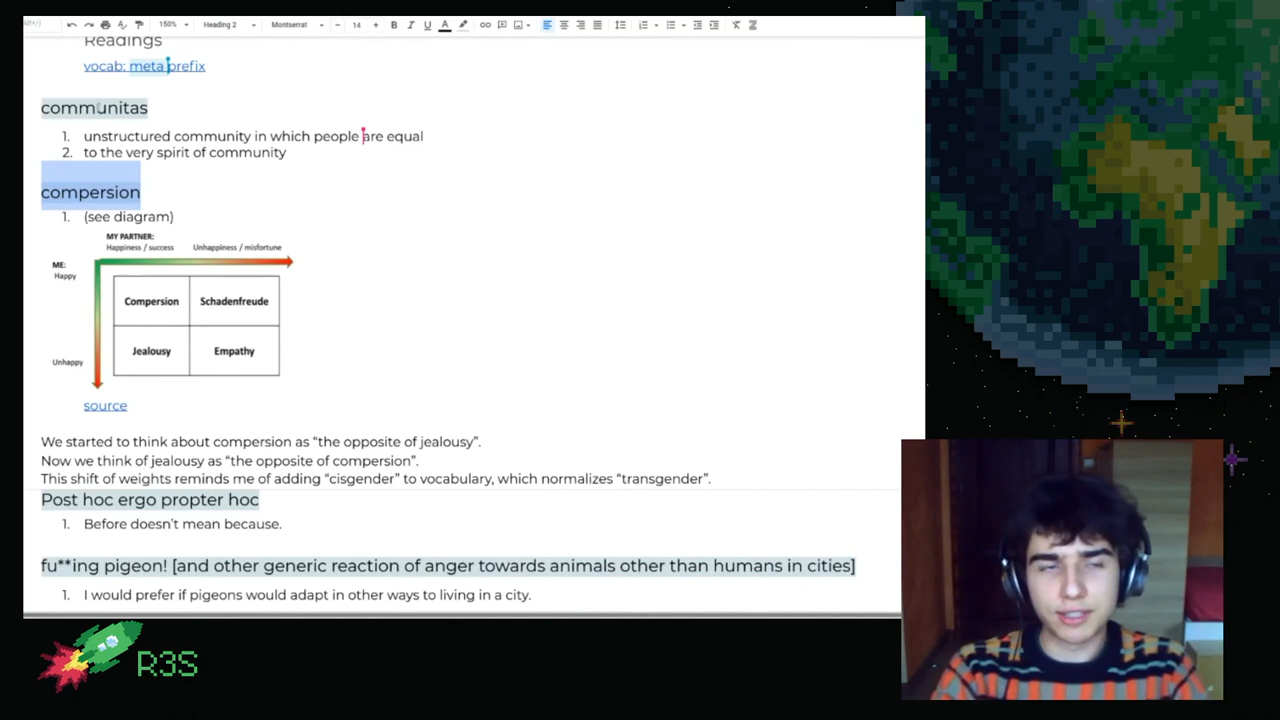 150%
Heading 2
Montserrat
14
B I U A
Readings
vocab: meta prefix
communitas
1. unstructured community in which people are equal
2. to the very spirit of community
compersion
1. (see diagram)
MY PARTNER:
Happiness / success Unhappiness / misfortune
ME:
Happy
Compersion Schadenfreude
Jealousy Empathy
Unhappy
source
We started to think about compersion as “the opposite of jealousy”.
Now we think of jealousy as “the opposite of compersion”.
This shift of weights reminds me of adding “cisgender” to vocabulary, which normalizes “transgender”.
Post hoc ergo propter hoc
1. Before doesn’t mean because.
fu**ing pigeon! [and other generic reaction of anger towards animals other than humans in cities]
1. I would prefer if pigeons would adapt in other ways to living in a city.
R3S